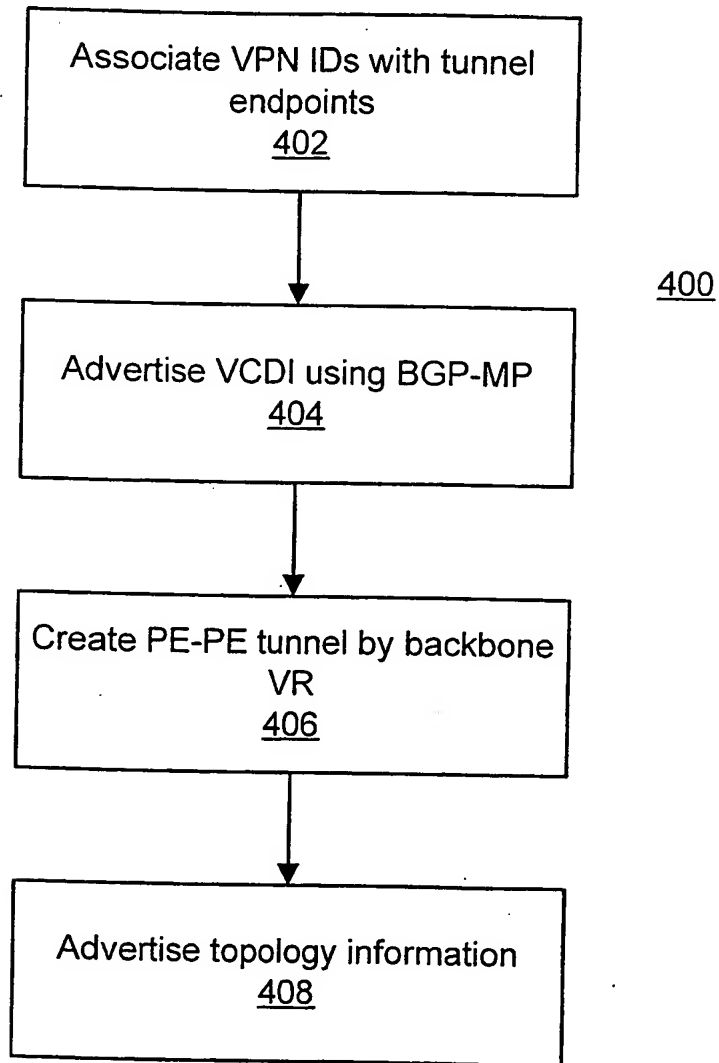 Associate VPN IDs with tunnel
endpoints
402
400
Advertise VCDI using BGP-MP
404
Create PE-PE tunnel by backbone
VR
406
Advertise topology information
408